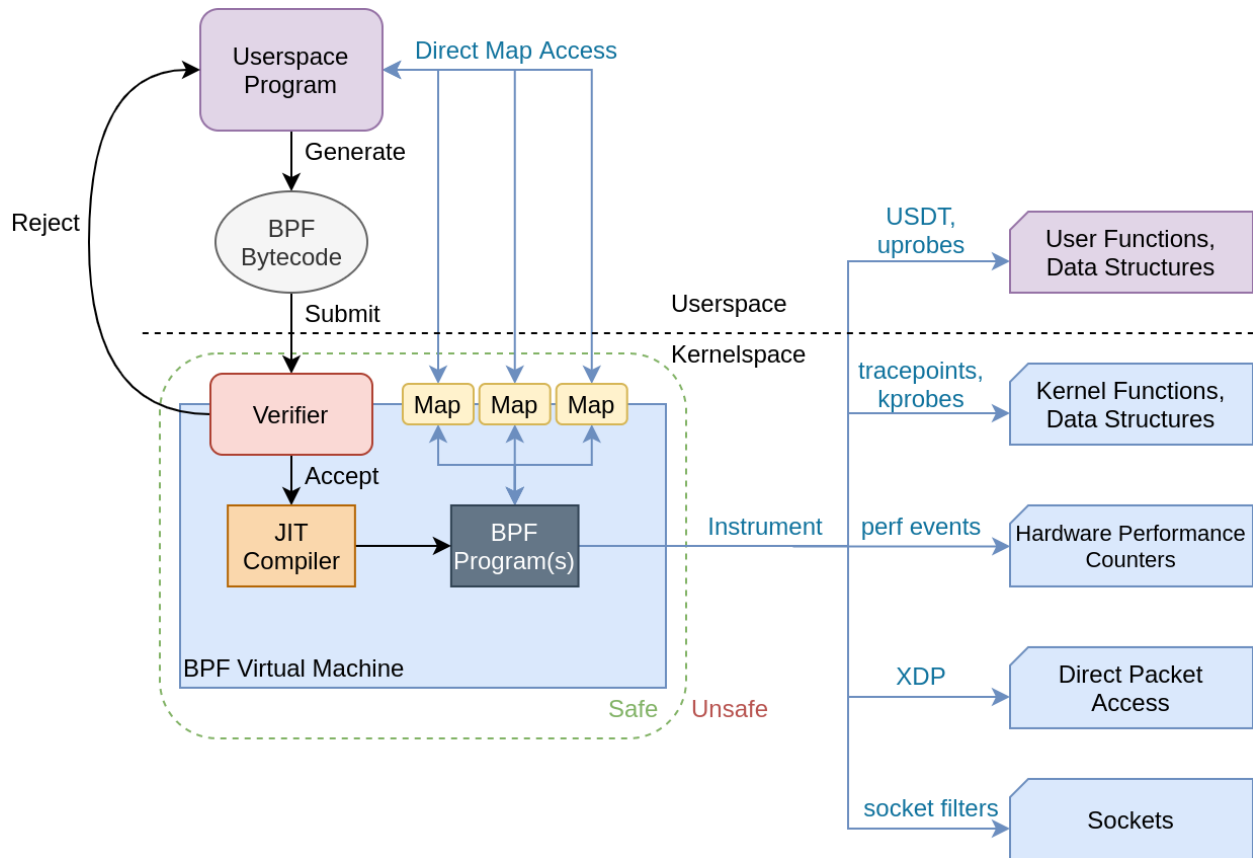 Userspace
Program
Direct Map Access
Generate
Reject
BPF
Bytecode
Submit
USDT,
uprobes
User Functions,
Data Structures
Userspace
Kernelspace
Verifier
Map
Map
Map
tracepoints,
kprobes
Kernel Functions,
Data Structures
Accept
JIT
Compiler
BPF
Program(s)
Instrument
perf events
Hardware Performance
Counters
BPF Virtual Machine
Safe
Unsafe
XDP
Direct Packet
Access
socket filters
Sockets